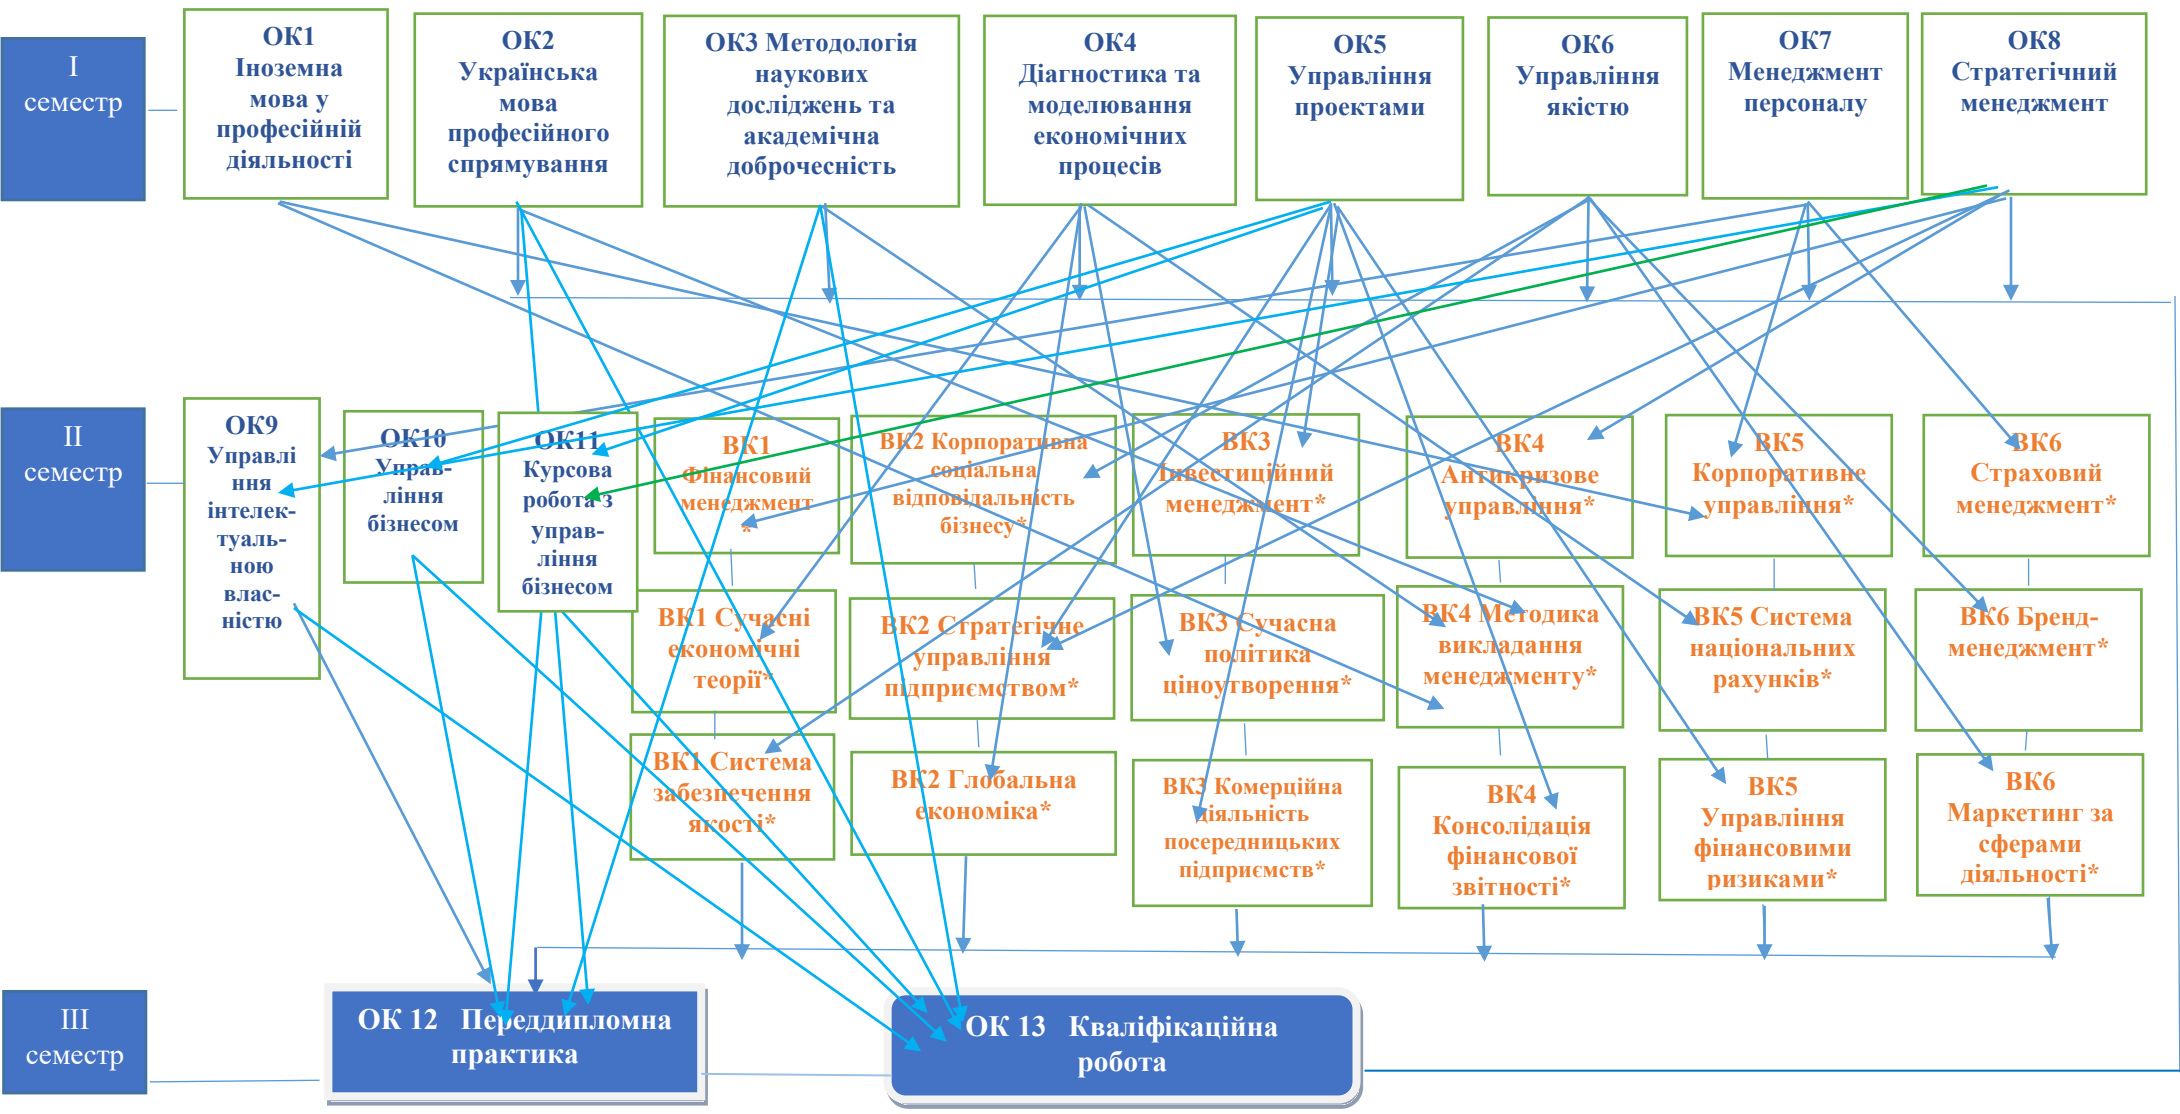 I
семестр
ОК1
Іноземна
мова у
професійній
діяльності
ОК2
Українська
мова
професійного
спрямування
ОК3 Методологія
наукових
досліджень та
академічна
доброчесність
ОК4
Діагностика та
моделювання
економічних
процесів
ОК5
Управління
проектами
ОК6
Управління
якістю
ОК7
Менеджмент
персоналу
ОК8
Стратегічний
менеджмент
II
семестр
ОК9
Управлі
ння
інтелек-
туаль-
ною
влас-
ністю
ОК10
Управ-
ління
бізнесом
ОК11
Курсова
робота з
управ-
ління
бізнесом
ВК1
Фінансовий
менеджмент
*
ВК2 Корпоративна
соціальна
відповідальність
бізнесу*
ВК3
Інвестиційний
менеджмент*
ВК4
Антикризове
управління*
ВК5
Корпоративне
управління*
ВК6
Страховий
менеджмент*
ВК1 Сучасні
економічні
теорії*
ВК2 Стратегічне
управління
підприємством*
ВК3 Сучасна
політика
ціноутворення*
ВК4 Методика
викладання
менеджменту*
ВК5 Система
національних
рахунків*
ВК6 Бренд-
менеджмент*
ВК1 Система
забезпечення
якості*
ВК2 Глобальна
економіка*
ВК3 Комерційна
діяльність
посередницьких
підприємств*
ВК4
Консолідація
фінансової
звітності*
ВК5
Управління
фінансовими
ризиками*
ВК6
Маркетинг за
сферами
діяльності*
III
семестр
ОК 12 Переддипломна
практика
ОК 13 Кваліфікаційна
робота